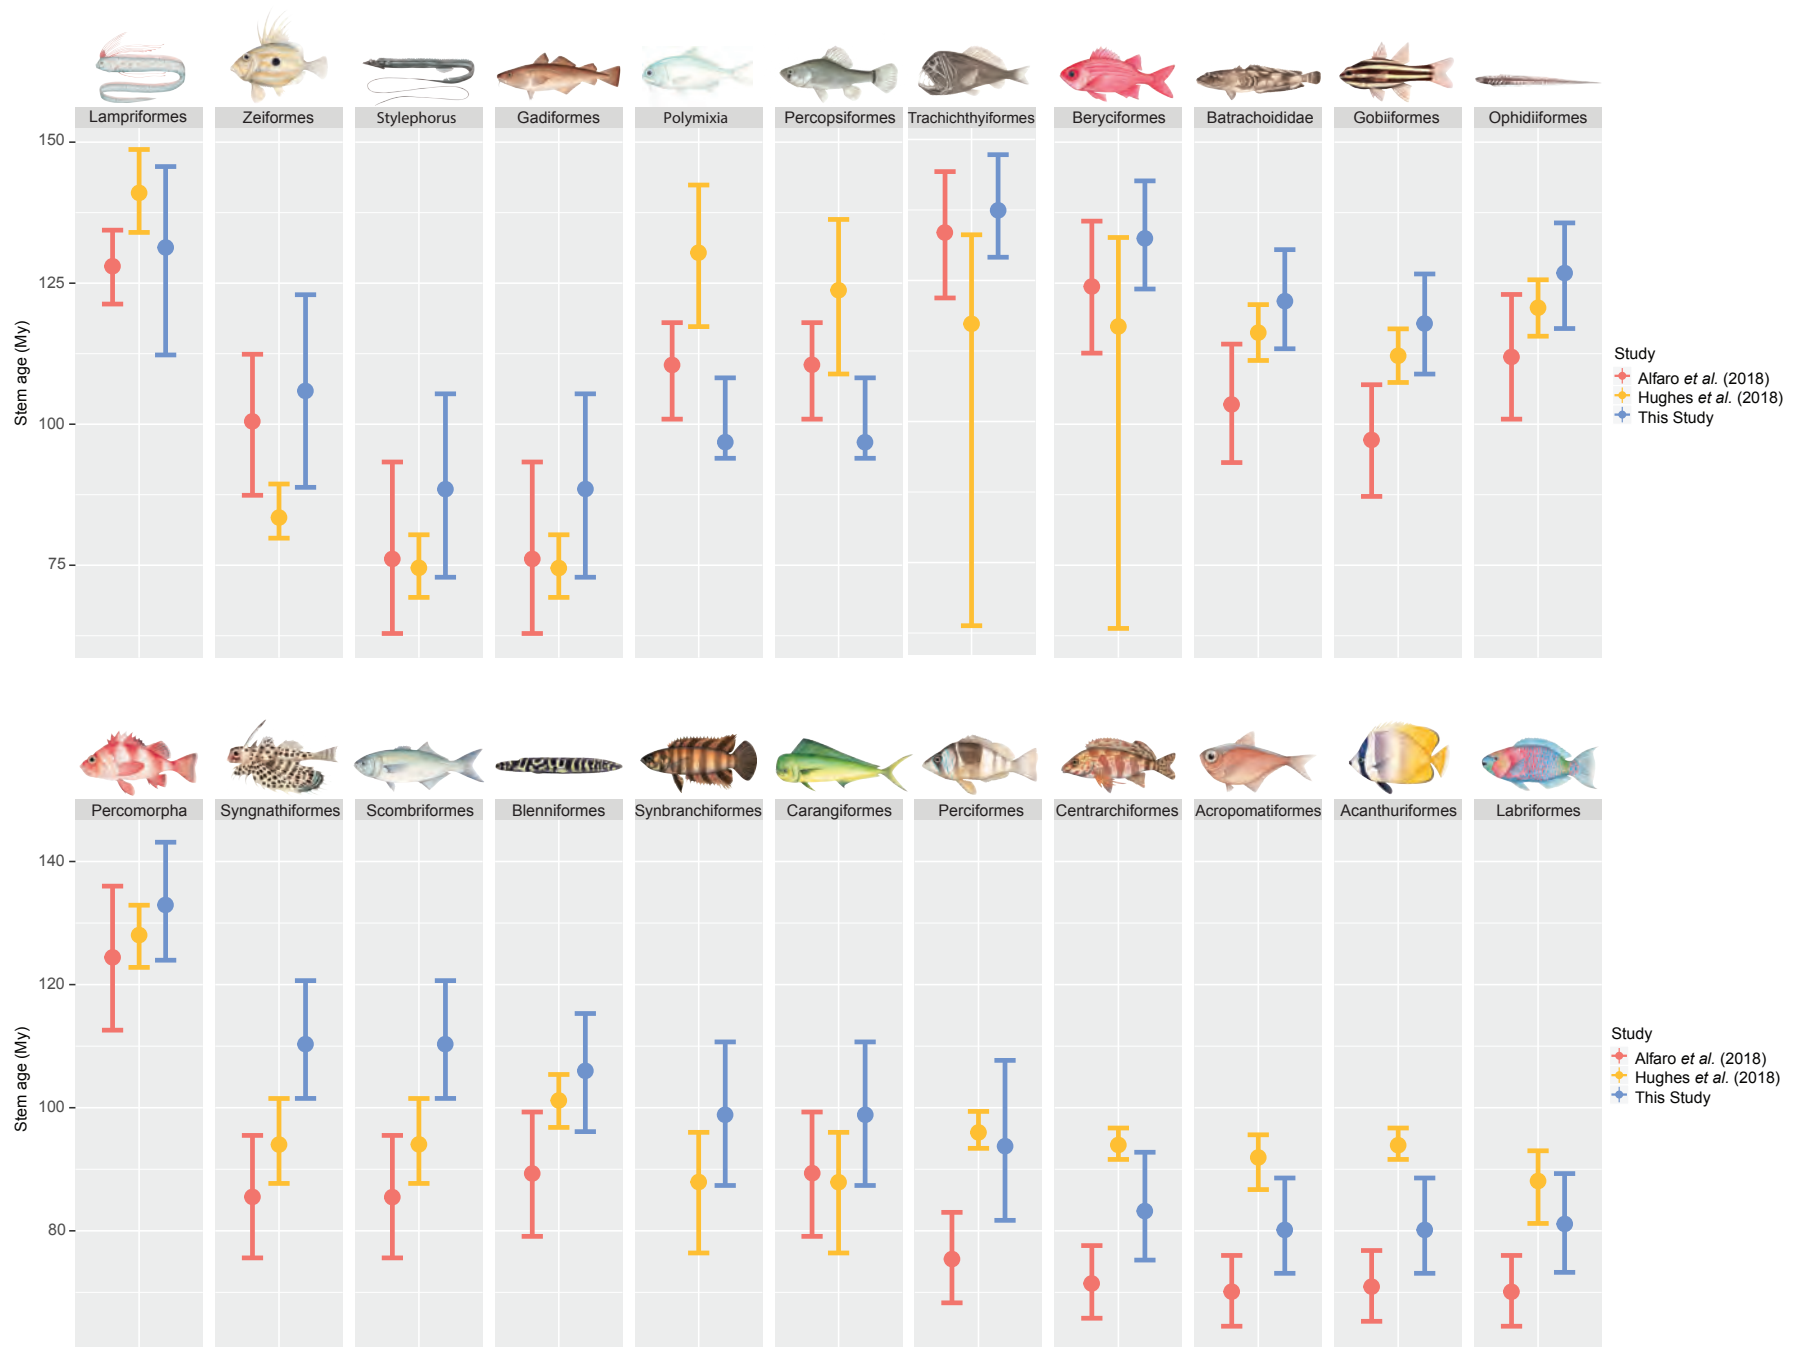 Lampriformes Zeiformes Stylephorus Gadiformes Polymixia Percopsiformes Trachichthyiformes Beryciformes Batrachoididae Gobiiformes Ophidiiformes
150
125
100
75
Stem age (My)
Study
Alfaro et al. (2018)
Hughes et al. (2018)
This Study
Percomorpha Syngnathiformes Scombriformes Blenniformes Synbranchiformes Carangiformes Perciformes Centrarchiformes Acropomatiformes Acanthuriformes Labriformes
140
120
100
80
Stem age (My)
Study
Alfaro et al. (2018)
Hughes et al. (2018)
This Study